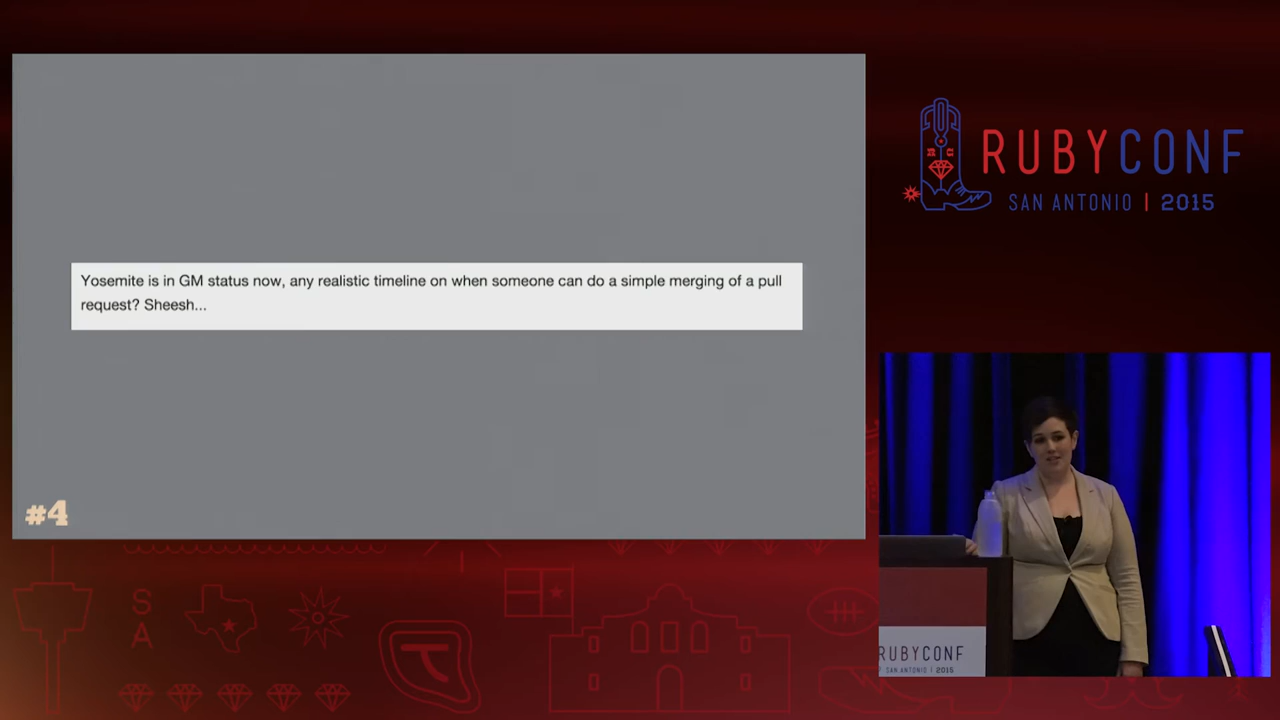 RUBYCONF
SAN ANTONIO | 2015
Yosemite is in GM status now, any realistic timeline on when someone can do a simple merging of a pull
request? Sheesh...
#4
S
A
RUBYCONF
SAN ANTONIO | 2015